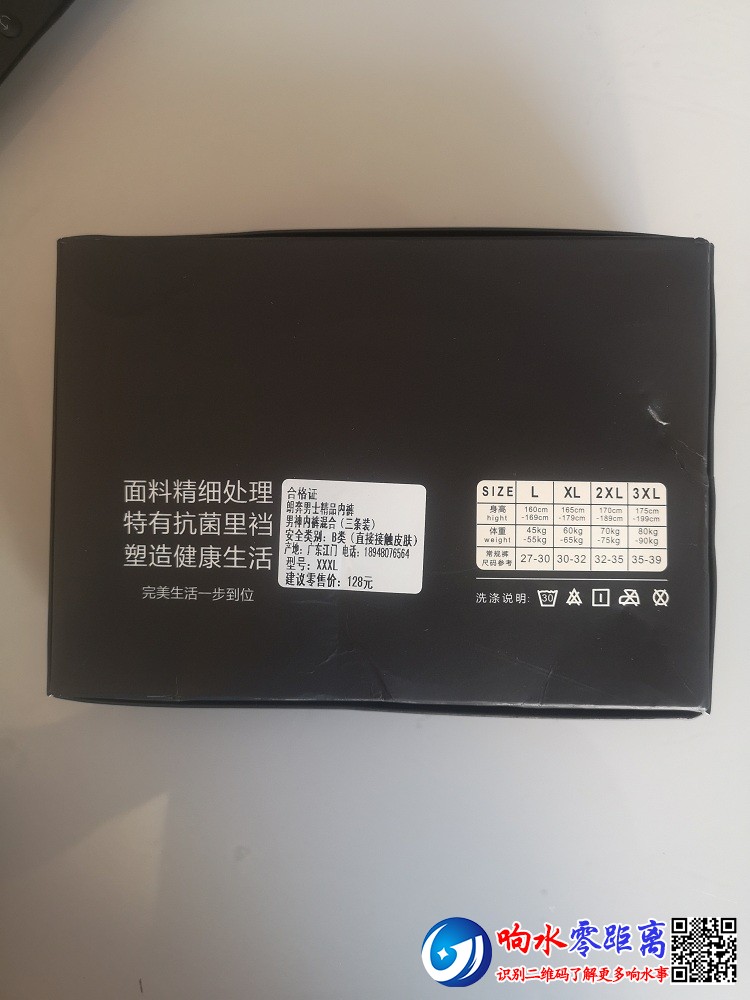 面料精细处理
特有抗菌里裆
塑造健康生活
完美生活一步到位
合格证
朗奔男士精品内裤
男裤内裤混合(三条装)
安全类别:B类(直接接触皮肤)
产地:广东江门 电话:18948076564
型号:XXXL
建议零售价:128元
SIZE L XL 2XL 3XL
身高 160cm 165cm 170cm 175cm
hight -169cm -179cm -189cm -199cm
体重 45kg 60kg 70kg 80kg
weight -55kg -65kg -75kg -90kg
常规裤
尺码参考 27-30 30-32 32-35 35-39
洗涤说明: 30
响水零距离
识别二维码了解更多响水事